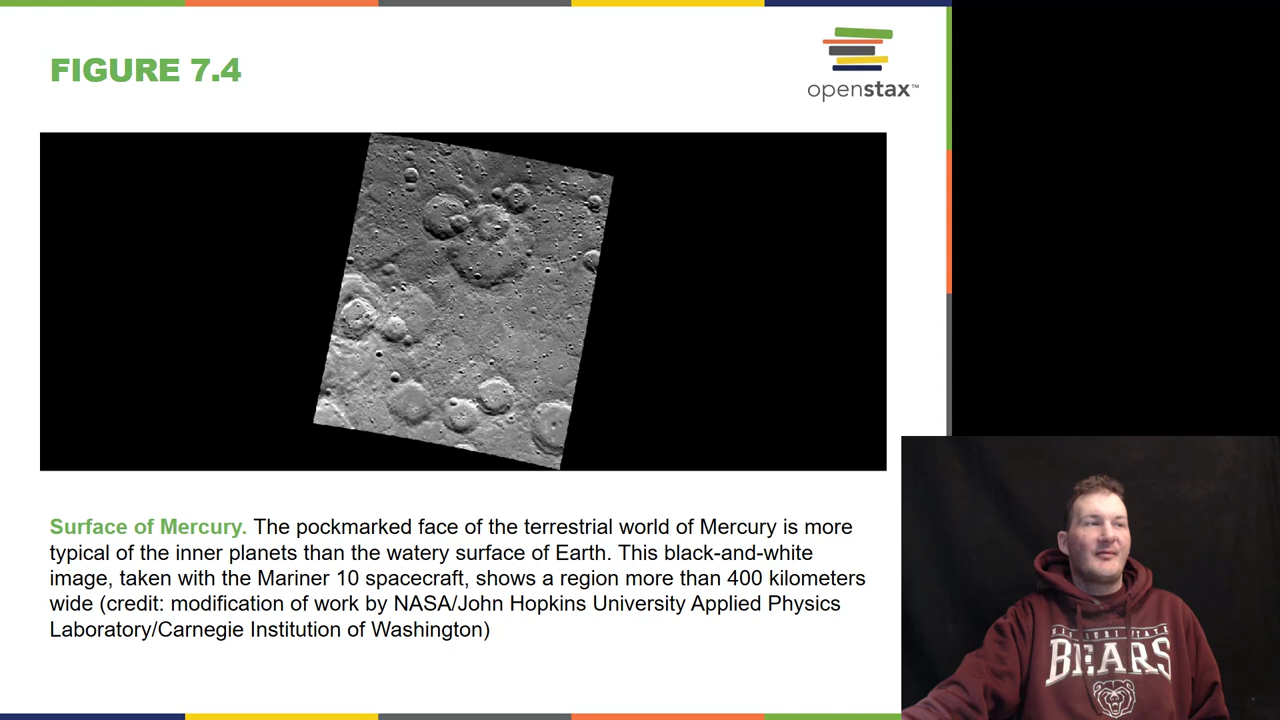 FIGURE 7.4
openstax™
Surface of Mercury. The pockmarked face of the terrestrial world of Mercury is more
typical of the inner planets than the watery surface of Earth. This black-and-white
image, taken with the Mariner 10 spacecraft, shows a region more than 400 kilometers
wide (credit: modification of work by NASA/John Hopkins University Applied Physics
Laboratory/Carnegie Institution of Washington)
MISSOURI STATE
BEARS